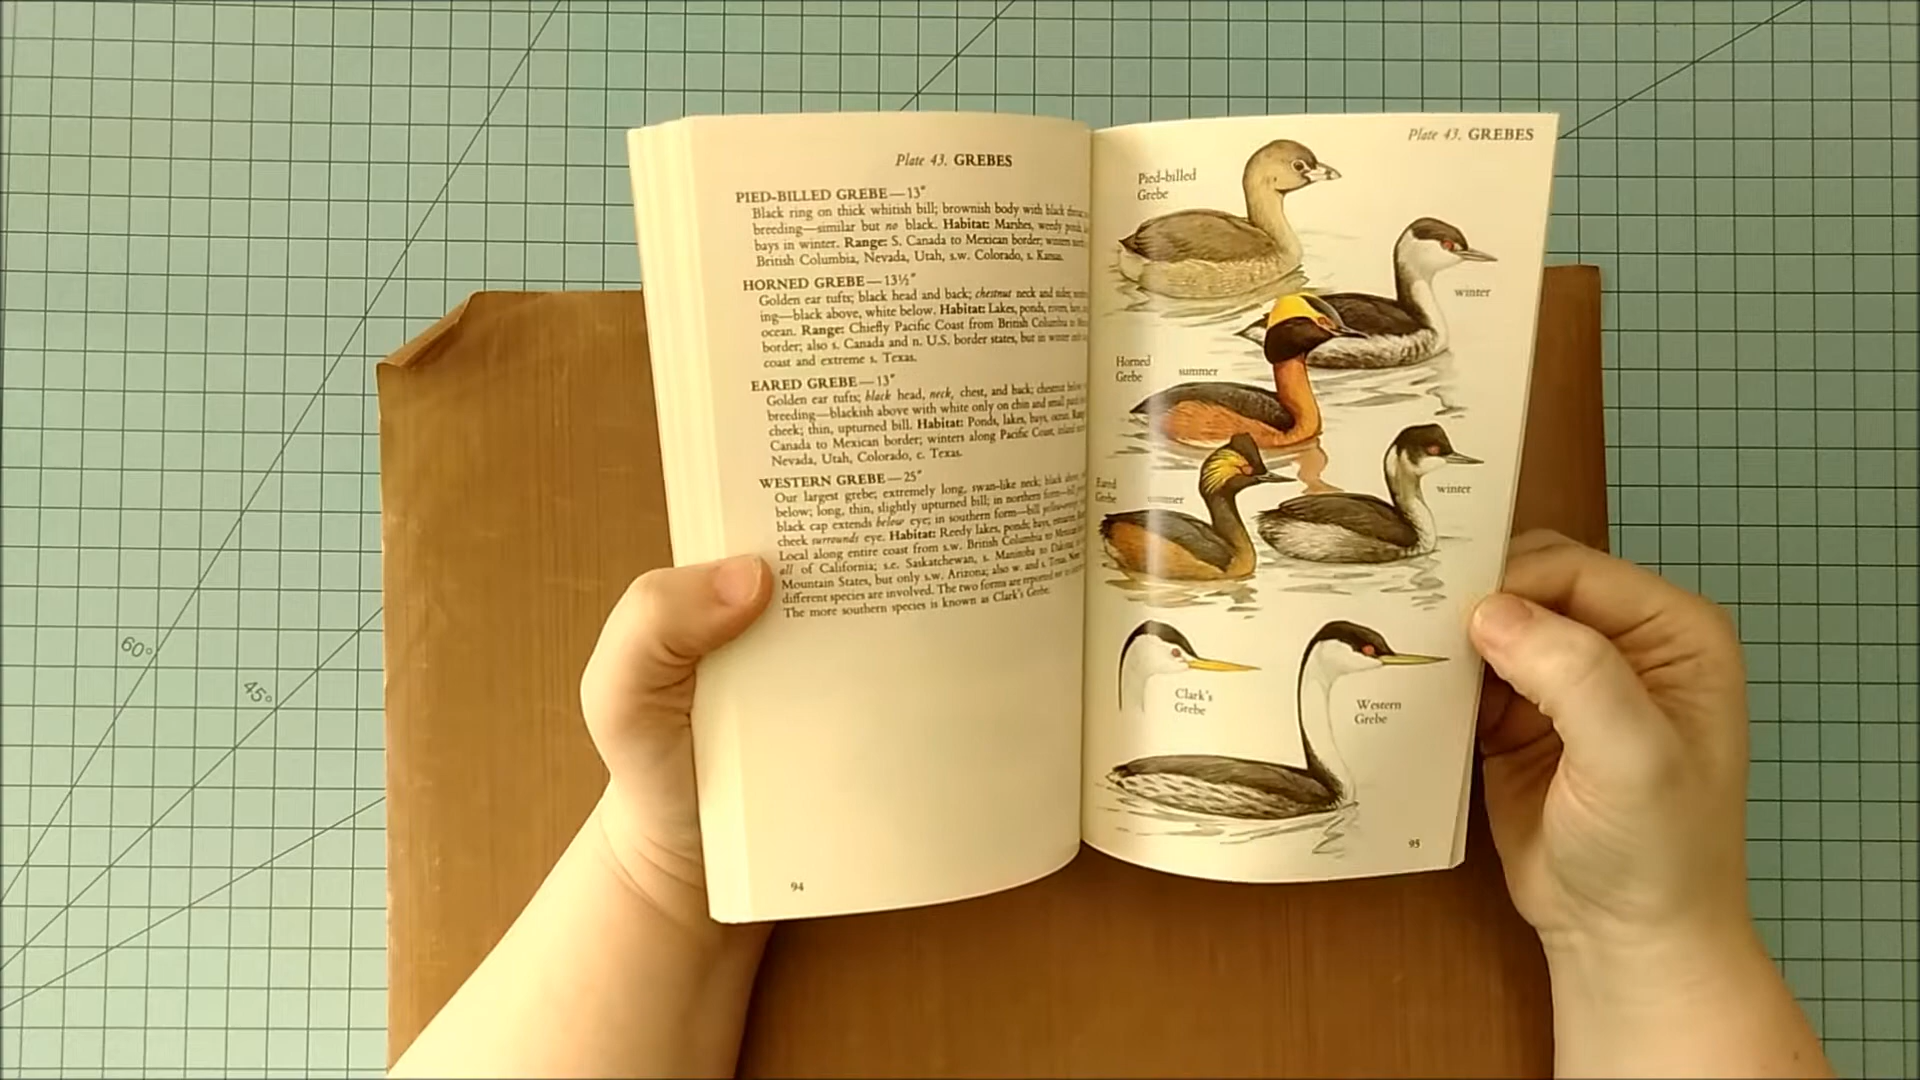 Plate 43. GREBES
PIED-BILLED GREBE—13"
Black ring on thick whitish bill; brownish body with black
breeding—similar but no black. Habitat: Marshes, weedy ponds,
bays in winter. Range: S. Canada to Mexican border; winters
British Columbia, Nevada, Utah, s.w. Colorado, s. Kansas.
HORNED GREBE—13½"
Golden ear tufts; black head and back; chestnut neck and sides;
ing—black above, white below. Habitat: Lakes, ponds, rivers,
ocean. Range: Chiefly Pacific Coast from British Columbia to
border; also s. Canada and n. U.S. border states, but in winter only
coast and extreme s. Texas.
EARED GREBE—13"
Golden ear tufts; black head, neck, chest, and back; chestnut
breeding—blackish above with white only on chin and small
cheek; thin, upturned bill. Habitat: Ponds, lakes, bays, ocean.
Canada to Mexican border; winters along Pacific Coast, inland
Nevada, Utah, Colorado, c. Texas.
WESTERN GREBE—25"
Our largest grebe; extremely long, swan-like neck; black above,
below; long, thin, slightly upturned bill; in northern form—bill
black cap extends below eye; in southern form—bill
cheek surrounds eye. Habitat: Reedy lakes, ponds; bays,
Local along entire coast from s.w. British Columbia to
all of California; s.e. Saskatchewan, s. Manitoba to
Mountain States, but only s.w. Arizona; also w. and s. Texas.
different species are involved. The two forms are reported
The more southern species is known as Clark's Grebe.
94
Plate 43. GREBES
Pied-billed
Grebe
winter
Horned
Grebe
summer
Eared
Grebe
summer
winter
Clark's
Grebe
Western
Grebe
95
60°
45°